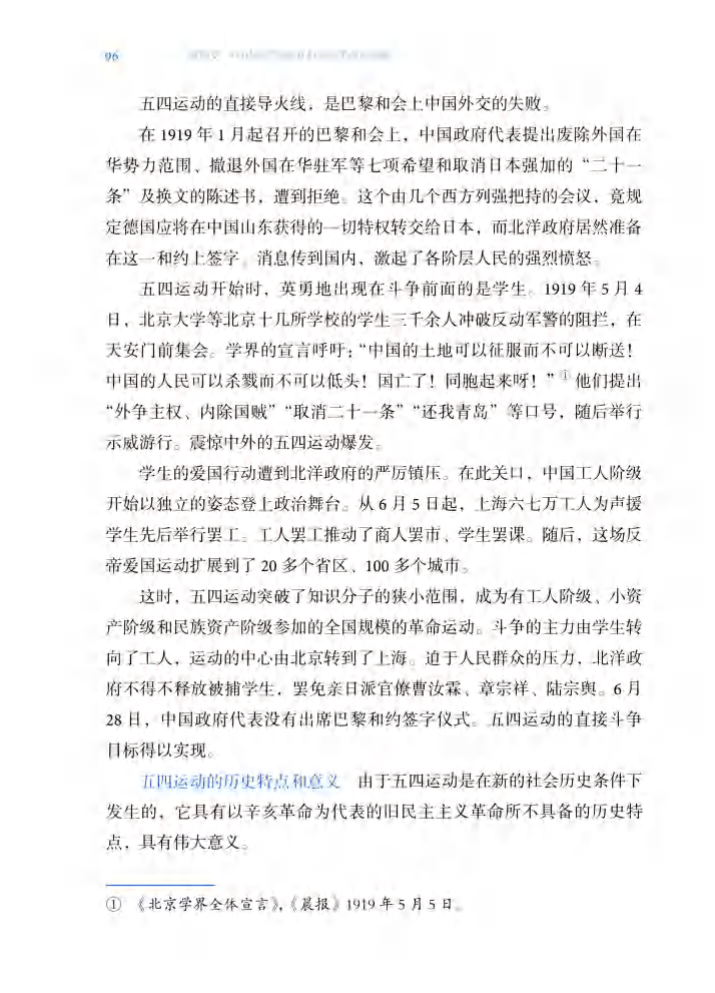 96
五四运动的直接导火线，是巴黎和会上中国外交的失败。
在 1919 年 1 月起召开的巴黎和会上，中国政府代表提出废除外国在
华势力范围、撤退外国在华驻军等七项希望和取消日本强加的“二十一
条”及换文的陈述书，遭到拒绝。这个由几个西方列强把持的会议，竟规
定德国应将在中国山东获得的一切特权转交给日本，而北洋政府居然准备
在这一和约上签字。消息传到国内，激起了各阶层人民的强烈愤怒。
五四运动开始时，英勇地出现在斗争前面的是学生。1919 年 5 月 4
日，北京大学等北京十几所学校的学生三千余人冲破反动军警的阻拦，在
天安门前集会。学界的宣言呼吁：“中国的土地可以征服而不可以断送！
中国的人民可以杀戮而不可以低头！国亡了！同胞起来呀！”①他们提出
“外争主权、内除国贼”“取消二十一条”“还我青岛”等口号，随后举行
示威游行。震惊中外的五四运动爆发。
学生的爱国行动遭到北洋政府的严厉镇压。在此关口，中国工人阶级
开始以独立的姿态登上政治舞台。从 6 月 5 日起，上海六七万工人为声援
学生先后举行罢工。工人罢工推动了商人罢市、学生罢课。随后，这场反
帝爱国运动扩展到了 20 多个省区、100 多个城市。
这时，五四运动突破了知识分子的狭小范围，成为有工人阶级、小资
产阶级和民族资产阶级参加的全国规模的革命运动。斗争的主力由学生转
向了工人，运动的中心由北京转到了上海。迫于人民群众的压力，北洋政
府不得不释放被捕学生，罢免亲日派官僚曹汝霖、章宗祥、陆宗舆。6 月
28 日，中国政府代表没有出席巴黎和约签字仪式。五四运动的直接斗争
目标得以实现。
五四运动的历史特点和意义　由于五四运动是在新的社会历史条件下
发生的，它具有以辛亥革命为代表的旧民主主义革命所不具备的历史特
点，具有伟大意义。
① 《北京学界全体宣言》，《晨报》1919 年 5 月 5 日。